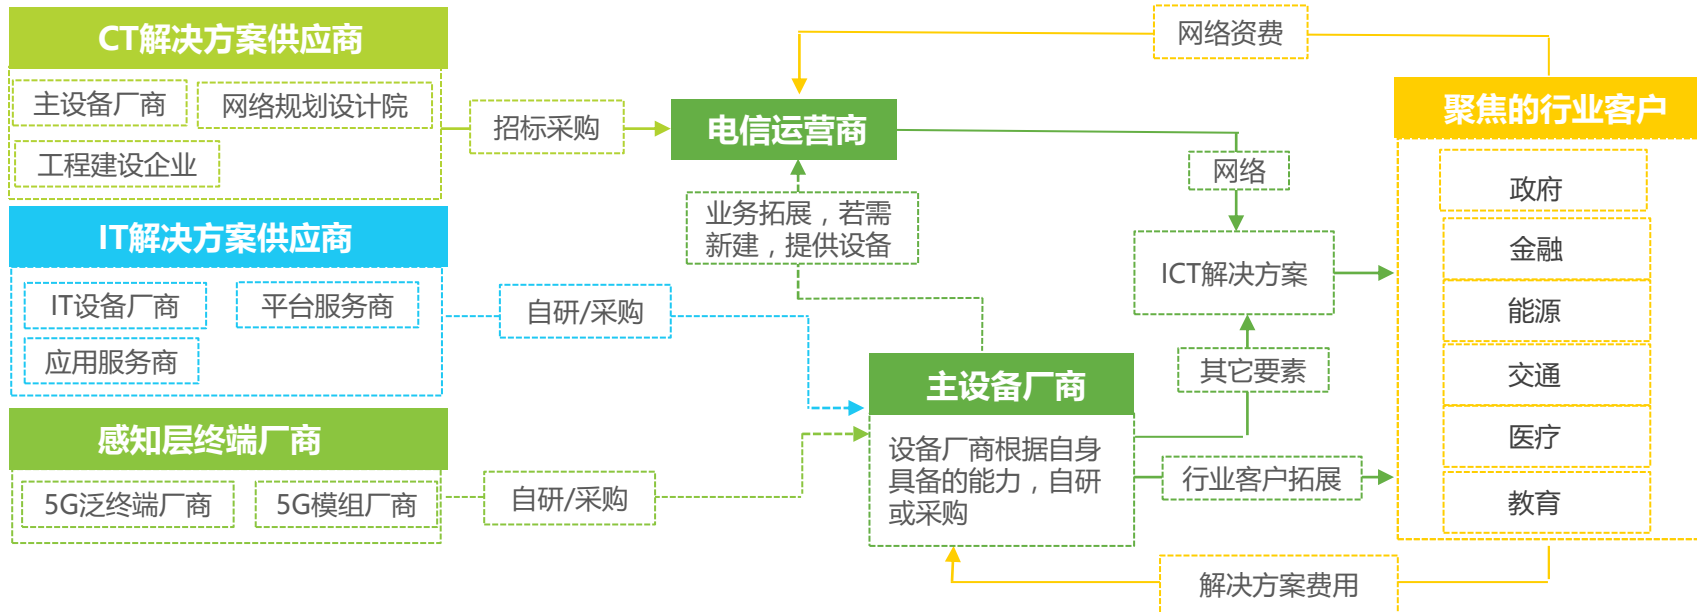 CT解决方案供应商
主设备厂商
网络规划设计院
工程建设企业
招标采购
IT解决方案供应商
IT设备厂商
平台服务商
应用服务商
自研/采购
感知层终端厂商
5G泛终端厂商
5G模组厂商
自研/采购
电信运营商
业务拓展，若需
新建，提供设备
主设备厂商
设备厂商根据自身
具备的能力，自研
或采购
网络资费
网络
ICT解决方案
其它要素
行业客户拓展
解决方案费用
聚焦的行业客户
政府
金融
能源
交通
医疗
教育